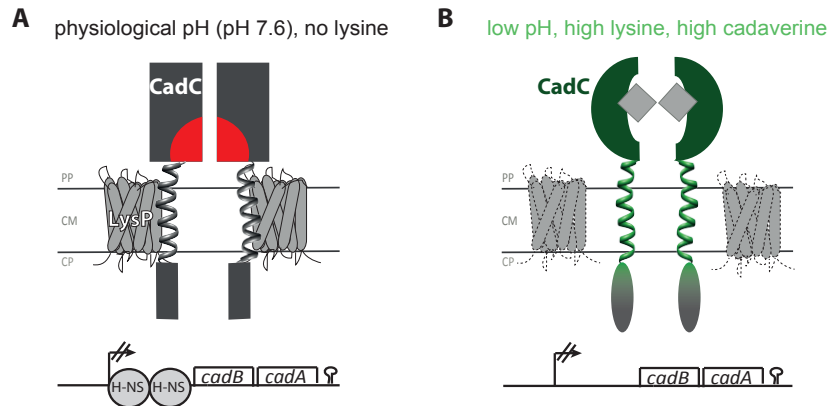 A physiological pH (pH 7.6), no lysine
CadC
PP
CM
LysP
CP
H-NS H-NS cadB cadA
B low pH, high lysine, high cadaverine
CadC
PP
CM
CP
cadB cadA